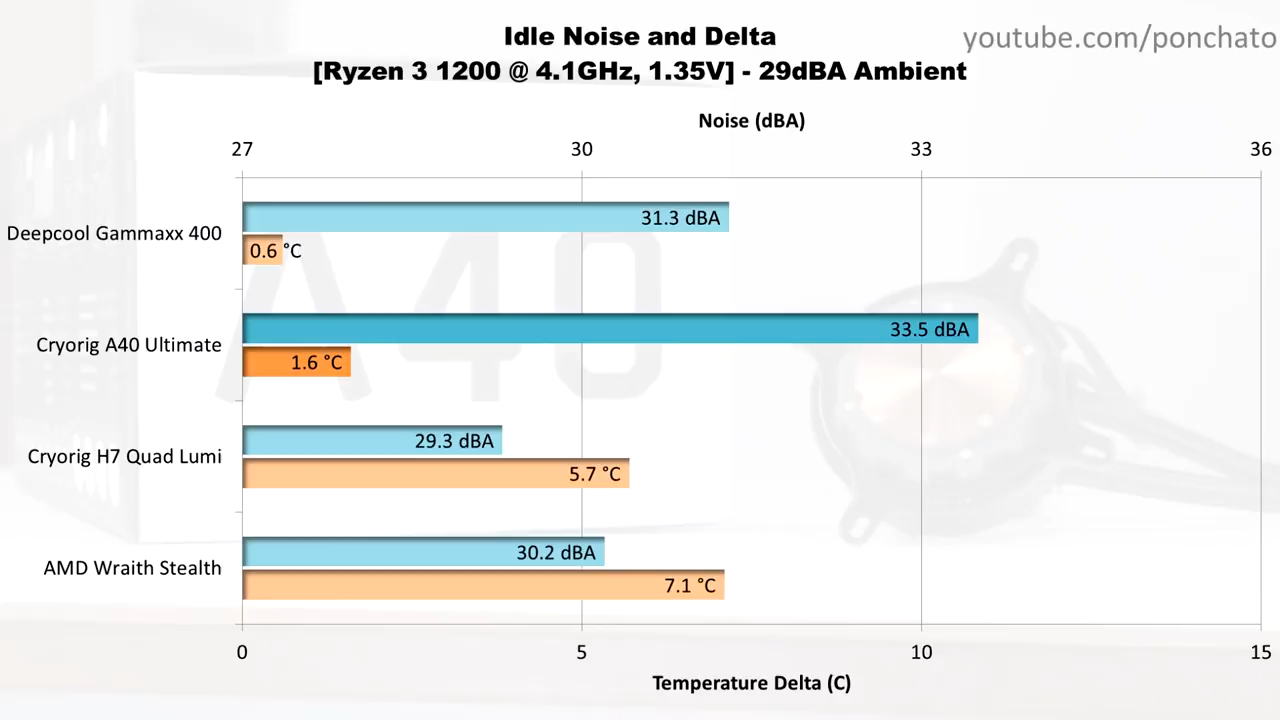 Idle Noise and Delta
youtube.com/ponchato
[Ryzen 3 1200 @ 4.1GHz, 1.35V] - 29dBA Ambient
Noise (dBA)
27 30 33 36
Deepcool Gammaxx 400
31.3 dBA
0.6 °C
A40
Cryorig A40 Ultimate
33.5 dBA
1.6 °C
Cryorig H7 Quad Lumi
29.3 dBA
5.7 °C
AMD Wraith Stealth
30.2 dBA
7.1 °C
0 5 10 15
Temperature Delta (C)